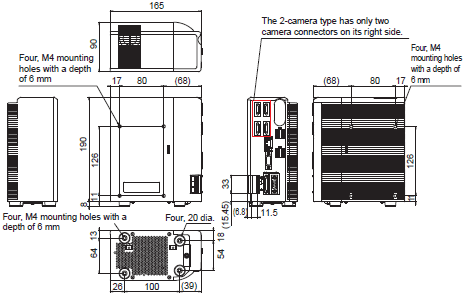 165
The 2-camera type has only two
camera connectors on its right side.
90
Four, M4 mounting
holes with a depth
of 6 mm
17
80
(68)
Four, M4
mounting
holes with a depth
of 6 mm
(68)
80
17
190
126
11
8
33
(15.45)
(6.8)
11.5
126
11
Four, M4 mounting holes with a
depth of 6 mm
Four, 20 dia.
13
64
18
54
26
100
(39)